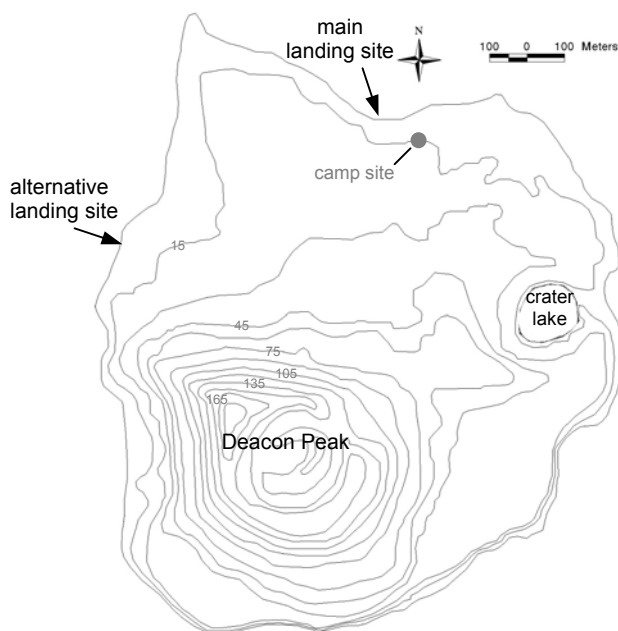 main
landing site
N
100 0 100 Meters
camp site
alternative
landing site
15
crater
lake
45
75
105
135
165
Deacon Peak